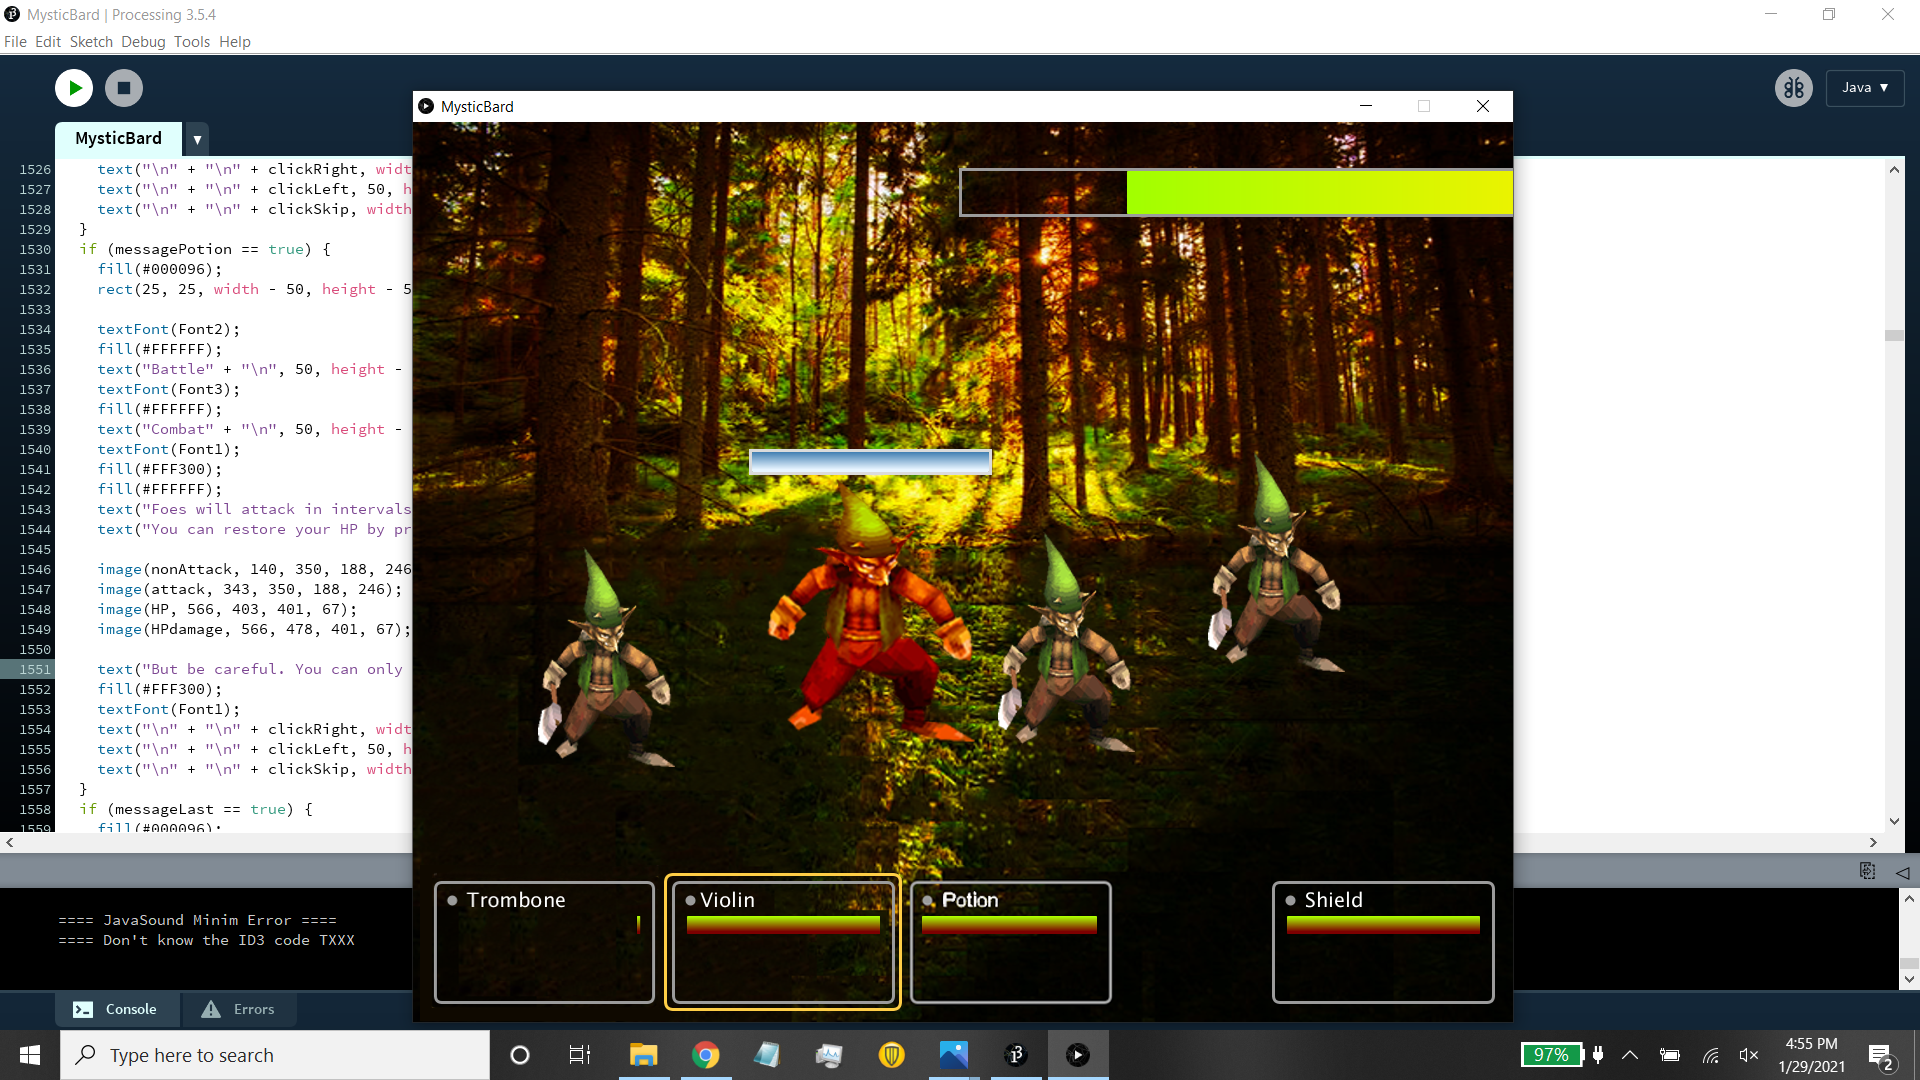 MysticBard | Processing 3.5.4
File Edit Sketch Debug Tools Help
Java ▼
MysticBard ▼
MysticBard
1526 text("\n" + "\n" + clickRight, widt
1527 text("\n" + "\n" + clickLeft, 50, h
1528 text("\n" + "\n" + clickSkip, width
1529 }
1530 if (messagePotion == true) {
1531 fill(#000096);
1532 rect(25, 25, width - 50, height - 5
1533
1534 textFont(Font2);
1535 fill(#FFFFFF);
1536 text("Battle" + "\n", 50, height -
1537 textFont(Font3);
1538 fill(#FFFFFF);
1539 text("Combat" + "\n", 50, height -
1540 textFont(Font1);
1541 fill(#FFF300);
1542 fill(#FFFFFF);
1543 text("Foes will attack in intervals
1544 text("You can restore your HP by pr
1545
1546 image(nonAttack, 140, 350, 188, 246
1547 image(attack, 343, 350, 188, 246);
1548 image(HP, 566, 403, 401, 67);
1549 image(HPdamage, 566, 478, 401, 67);
1550
1551 text("But be careful. You can only
1552 fill(#FFF300);
1553 textFont(Font1);
1554 text("\n" + "\n" + clickRight, widt
1555 text("\n" + "\n" + clickLeft, 50, h
1556 text("\n" + "\n" + clickSkip, width
1557 }
1558 if (messageLast == true) {
1559 fill(#000096);
Trombone
Violin
Potion
Shield
==== JavaSound Minim Error ====
==== Don't know the ID3 code TXXX
Console Errors
Type here to search
97%
4:55 PM
1/29/2021
2